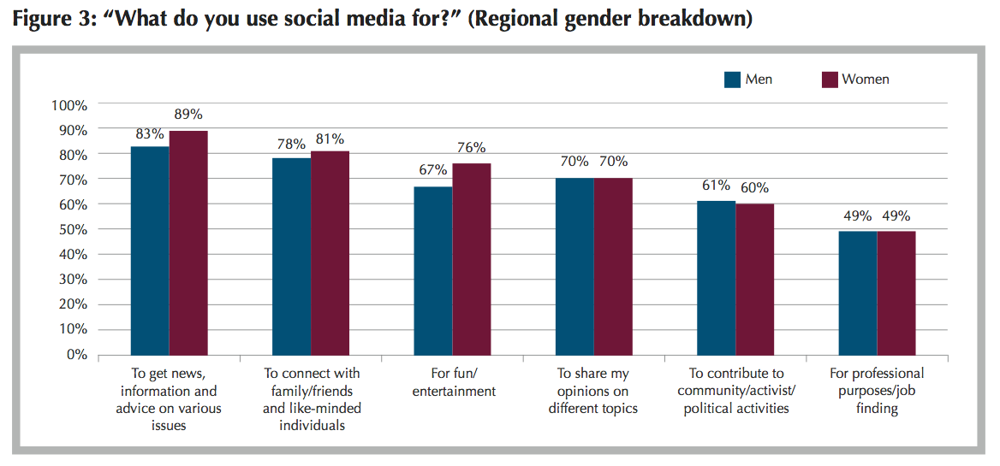 Figure 3: “What do you use social media for?” (Regional gender breakdown)
Men
Women
100%
90%
80%
70%
60%
50%
40%
30%
20%
10%
0%
83%
89%
78%
81%
67%
76%
70%
70%
61%
60%
49%
49%
To get news,
information and
advice on various
issues
To connect with
family/friends
and like-minded
individuals
For fun/
entertainment
To share my
opinions on
different topics
To contribute to
community/activist/
political activities
For professional
purposes/job
finding